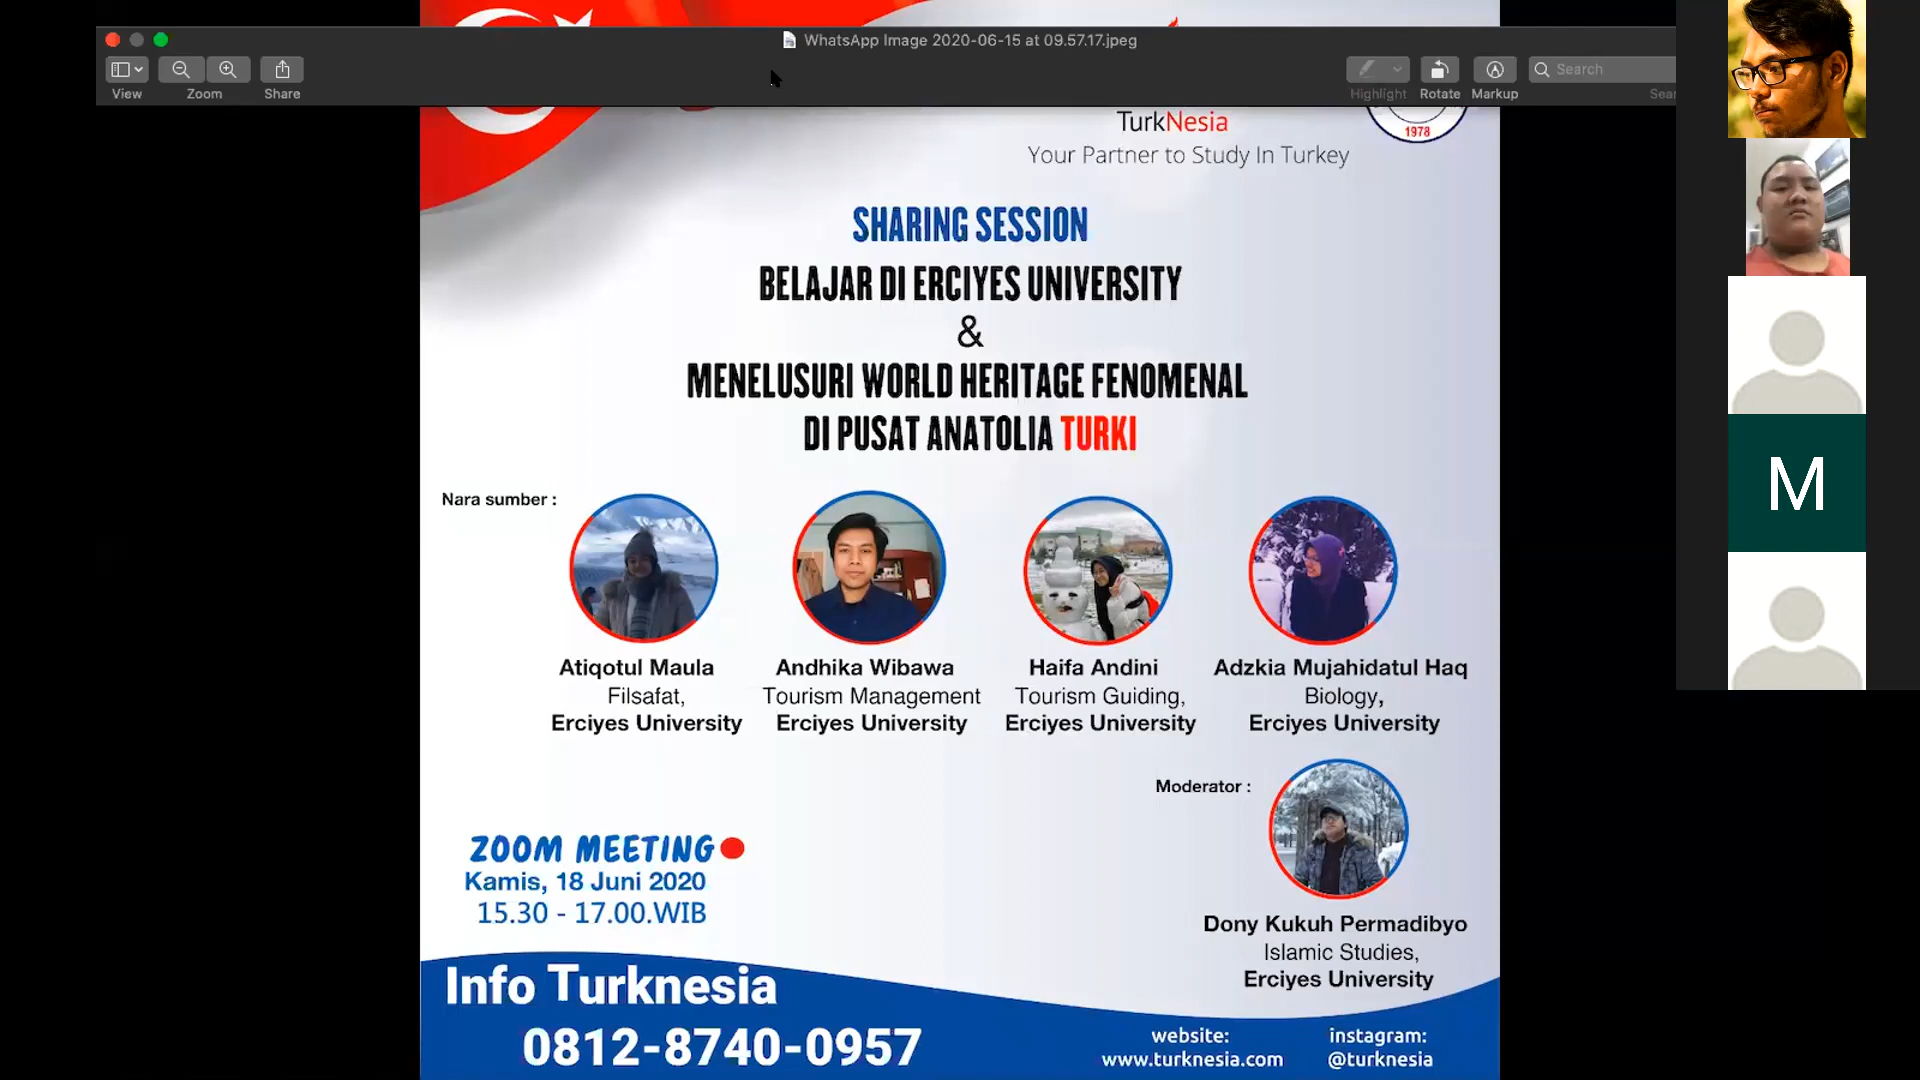 WhatsApp Image 2020-06-15 at 09.57.17.jpeg
View
Zoom
Share
Highlight
Rotate
Markup
Search
TurkNesia
1978
Your Partner to Study In Turkey
SHARING SESSION
BELAJAR DI ERCIYES UNIVERSITY
&
MENELUSURI WORLD HERITAGE FENOMENAL
DI PUSAT ANATOLIA TURKI
Nara sumber :
Atiqotul Maula
Filsafat,
Erciyes University
Andhika Wibawa
Tourism Management
Erciyes University
Haifa Andini
Tourism Guiding,
Erciyes University
Adzkia Mujahidatul Haq
Biology,
Erciyes University
Moderator :
Dony Kukuh Permadibyo
Islamic Studies,
Erciyes University
ZOOM MEETING
Kamis, 18 Juni 2020
15.30 - 17.00.WIB
Info Turknesia
0812-8740-0957
website:
www.turknesia.com
instagram:
@turknesia
M